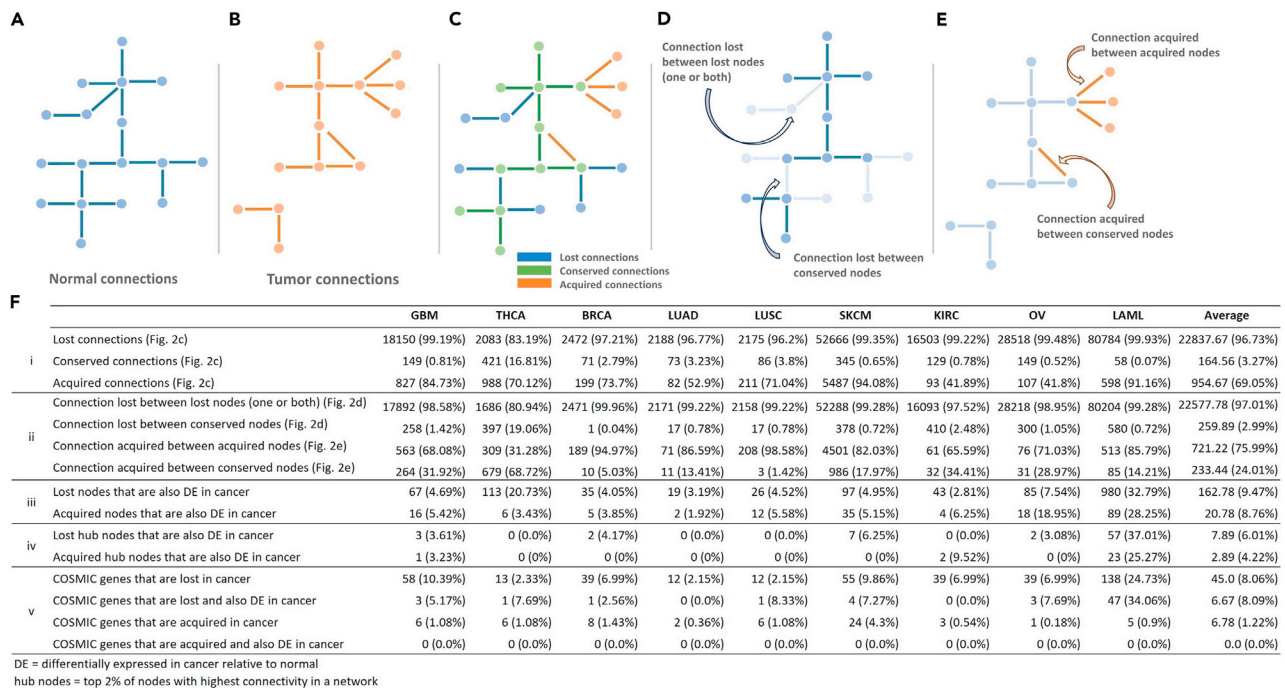 A
B
C
D
E
Connection lost
between lost nodes
(one or both)
Connection acquired
between acquired nodes
Connection acquired
between conserved nodes
Connection lost between
conserved nodes
Normal connections
Tumor connections
Lost connections
Conserved connections
Acquired connections
F
GBM THCA BRCA LUAD LUSC SKCM KIRC OV LAML Average
Lost connections (Fig. 2c) 18150 (99.19%) 2083 (83.19%) 2472 (97.21%) 2188 (96.77%) 2175 (96.2%) 52666 (99.35%) 16503 (99.22%) 28518 (99.48%) 80784 (99.93%) 22837.67 (96.73%)
i Conserved connections (Fig. 2c) 149 (0.81%) 421 (16.81%) 71 (2.79%) 73 (3.23%) 86 (3.8%) 345 (0.65%) 129 (0.78%) 149 (0.52%) 58 (0.07%) 164.56 (3.27%)
Acquired connections (Fig. 2c) 827 (84.73%) 988 (70.12%) 199 (73.7%) 82 (52.9%) 211 (71.04%) 5487 (94.08%) 93 (41.89%) 107 (41.8%) 598 (91.16%) 954.67 (69.05%)
Connection lost between lost nodes (one or both) (Fig. 2d) 17892 (98.58%) 1686 (80.94%) 2471 (99.96%) 2171 (99.22%) 2158 (99.22%) 52288 (99.28%) 16093 (97.52%) 28218 (98.95%) 80204 (99.28%) 22577.78 (97.01%)
Connection lost between conserved nodes (Fig. 2d) 258 (1.42%) 397 (19.06%) 1 (0.04%) 17 (0.78%) 17 (0.78%) 378 (0.72%) 410 (2.48%) 300 (1.05%) 580 (0.72%) 259.89 (2.99%)
ii Connection acquired between acquired nodes (Fig. 2e) 563 (68.08%) 309 (31.28%) 189 (94.97%) 71 (86.59%) 208 (98.58%) 4501 (82.03%) 61 (65.59%) 76 (71.03%) 513 (85.79%) 721.22 (75.99%)
Connection acquired between conserved nodes (Fig. 2e) 264 (31.92%) 679 (68.72%) 10 (5.03%) 11 (13.41%) 3 (1.42%) 986 (17.97%) 32 (34.41%) 31 (28.97%) 85 (14.21%) 233.44 (24.01%)
iii Lost nodes that are also DE in cancer 67 (4.69%) 113 (20.73%) 35 (4.05%) 19 (3.19%) 26 (4.52%) 97 (4.95%) 43 (2.81%) 85 (7.54%) 980 (32.79%) 162.78 (9.47%)
Acquired nodes that are also DE in cancer 16 (5.42%) 6 (3.43%) 5 (3.85%) 2 (1.92%) 12 (5.58%) 35 (5.15%) 4 (6.25%) 18 (18.95%) 89 (28.25%) 20.78 (8.76%)
iv Lost hub nodes that are also DE in cancer 3 (3.61%) 0 (0.0%) 2 (4.17%) 0 (0.0%) 0 (0.0%) 7 (6.25%) 0 (0.0%) 2 (3.08%) 57 (37.01%) 7.89 (6.01%)
Acquired hub nodes that are also DE in cancer 1 (3.23%) 0 (0%) 0 (0%) 0 (0%) 0 (0%) 0 (0%) 2 (9.52%) 0 (0%) 23 (25.27%) 2.89 (4.22%)
COSMIC genes that are lost in cancer 58 (10.39%) 13 (2.33%) 39 (6.99%) 12 (2.15%) 12 (2.15%) 55 (9.86%) 39 (6.99%) 39 (6.99%) 138 (24.73%) 45.0 (8.06%)
v COSMIC genes that are lost and also DE in cancer 3 (5.17%) 1 (7.69%) 1 (2.56%) 0 (0.0%) 1 (8.33%) 4 (7.27%) 0 (0.0%) 3 (7.69%) 47 (34.06%) 6.67 (8.09%)
COSMIC genes that are acquired in cancer 6 (1.08%) 6 (1.08%) 8 (1.43%) 2 (0.36%) 6 (1.08%) 24 (4.3%) 3 (0.54%) 1 (0.18%) 5 (0.9%) 6.78 (1.22%)
COSMIC genes that are acquired and also DE in cancer 0 (0.0%) 0 (0.0%) 0 (0.0%) 0 (0.0%) 0 (0.0%) 0 (0.0%) 0 (0.0%) 0 (0.0%) 0 (0.0%) 0.0 (0.0%)
DE = differentially expressed in cancer relative to normal
hub nodes = top 2% of nodes with highest connectivity in a network